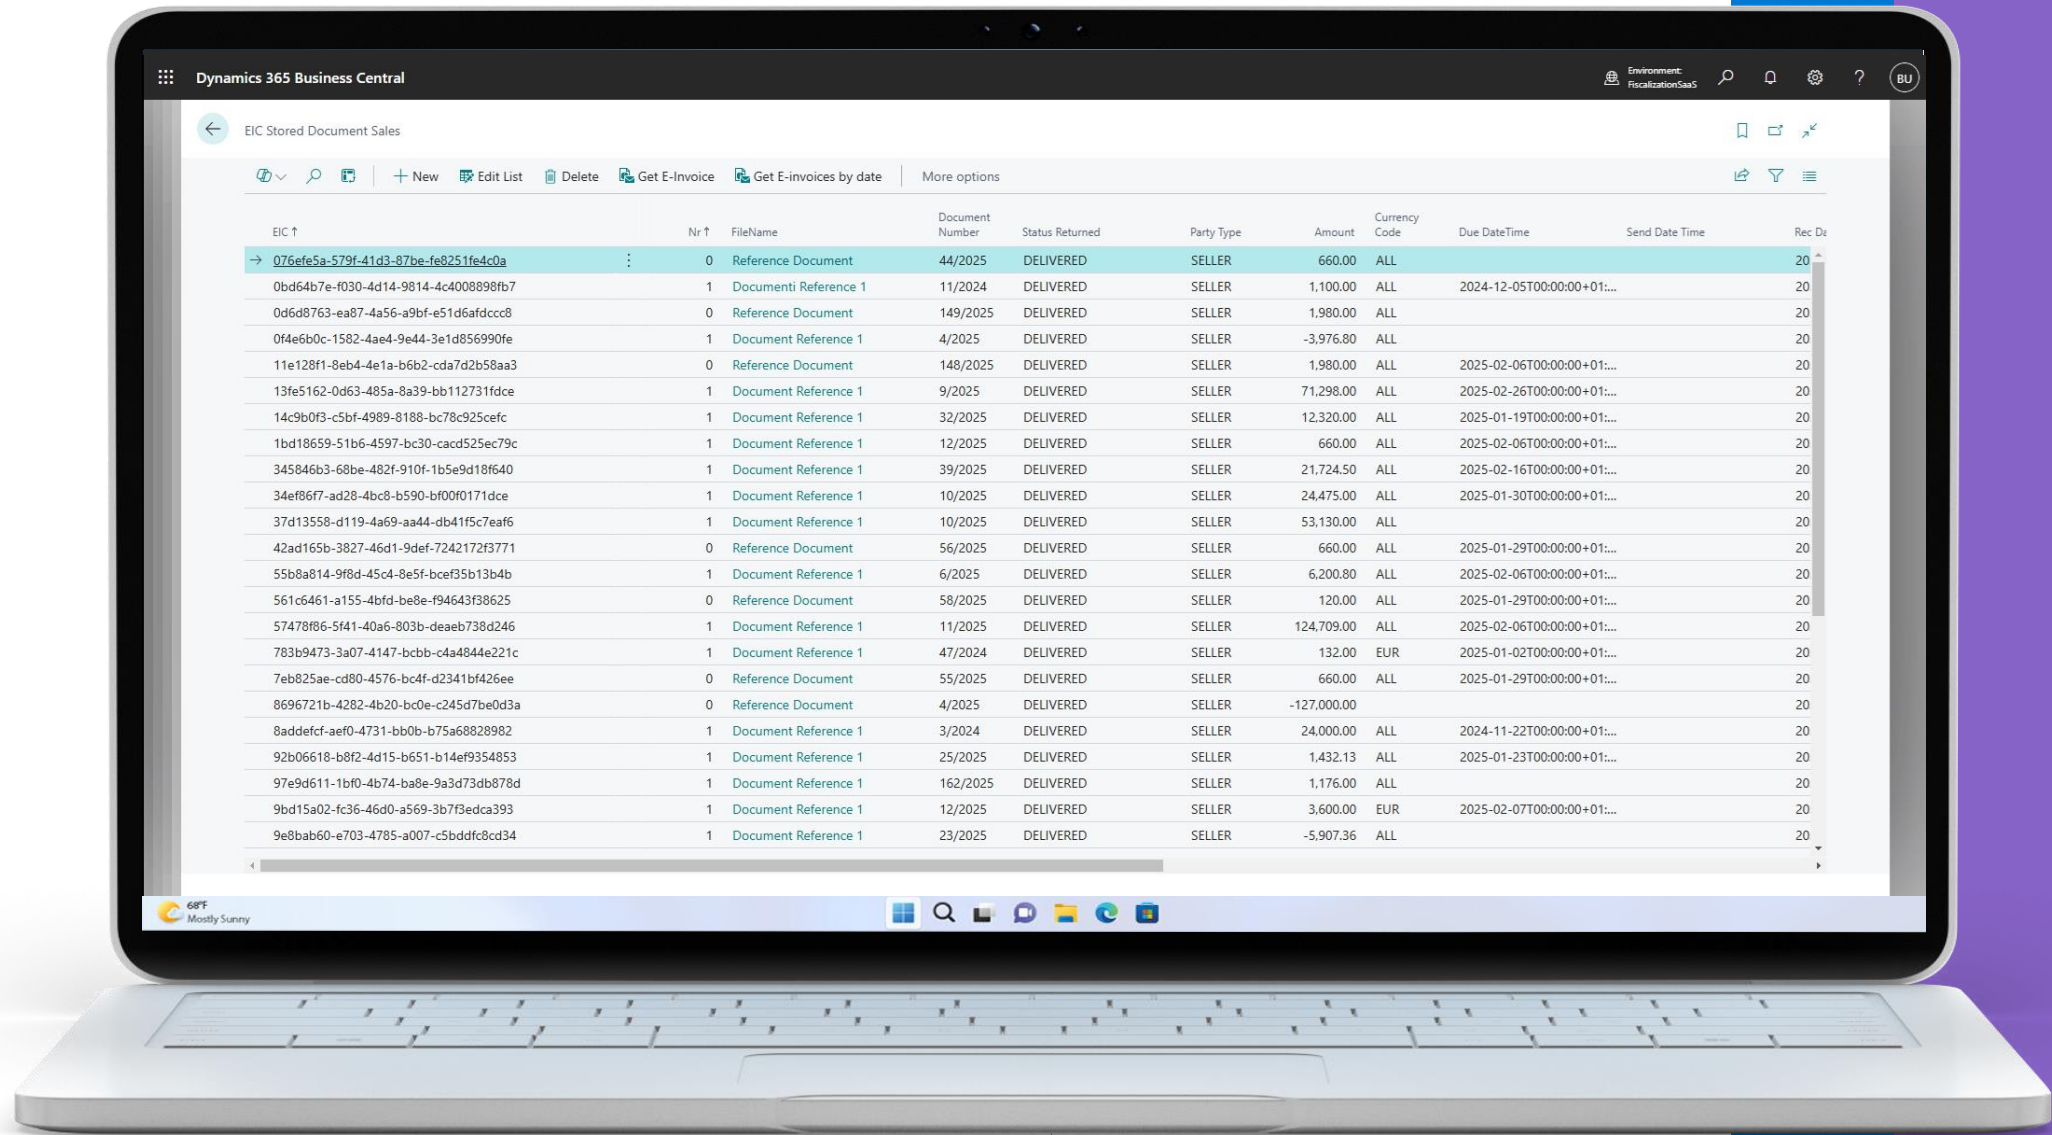 Dynamics 365 Business Central
Environment:
FiscalizationSaaS
?
BU
EIC Stored Document Sales
New Edit List Delete Get E-Invoice Get E-invoices by date More options
EIC ↑ Nr ↑ FileName Document Number Status Returned Party Type Amount Currency Code Due DateTime Send Date Time Rec Da
076efe5a-579f-41d3-87be-fe8251fe4c0a 0 Reference Document 44/2025 DELIVERED SELLER 660.00 ALL 20
0bd64b7e-f030-4d14-9814-4c4008898fb7 1 Documenti Reference 1 11/2024 DELIVERED SELLER 1,100.00 ALL 2024-12-05T00:00:00+01:... 20
0d6d8763-ea87-4a56-a9bf-e51d6afdccc8 0 Reference Document 149/2025 DELIVERED SELLER 1,980.00 ALL 20
0f4e6b0c-1582-4ae4-9e44-3e1d856990fe 1 Document Reference 1 4/2025 DELIVERED SELLER -3,976.80 ALL 20
11e128f1-8eb4-4e1a-b6b2-cda7d2b58aa3 0 Reference Document 148/2025 DELIVERED SELLER 1,980.00 ALL 2025-02-06T00:00:00+01:... 20
13fe5162-0d63-485a-8a39-bb112731fdce 1 Document Reference 1 9/2025 DELIVERED SELLER 71,298.00 ALL 2025-02-26T00:00:00+01:... 20
14c9b0f3-c5bf-4989-8188-bc78c925cefc 1 Document Reference 1 32/2025 DELIVERED SELLER 12,320.00 ALL 2025-01-19T00:00:00+01:... 20
1bd18659-51b6-4597-bc30-cacd525ec79c 1 Document Reference 1 12/2025 DELIVERED SELLER 660.00 ALL 2025-02-06T00:00:00+01:... 20
345846b3-68be-482f-910f-1b5e9d18f640 1 Document Reference 1 39/2025 DELIVERED SELLER 21,724.50 ALL 2025-02-16T00:00:00+01:... 20
34ef86f7-ad28-4bc8-b590-bf00f0171dce 1 Document Reference 1 10/2025 DELIVERED SELLER 24,475.00 ALL 2025-01-30T00:00:00+01:... 20
37d13558-d119-4a69-aa44-db41f5c7eaf6 1 Document Reference 1 10/2025 DELIVERED SELLER 53,130.00 ALL 20
42ad165b-3827-46d1-9def-7242172f3771 0 Reference Document 56/2025 DELIVERED SELLER 660.00 ALL 2025-01-29T00:00:00+01:... 20
55b8a814-9f8d-45c4-8e5f-bcef35b13b4b 1 Document Reference 1 6/2025 DELIVERED SELLER 6,200.80 ALL 2025-02-06T00:00:00+01:... 20
561c6461-a155-4bfd-be8e-f94643f38625 0 Reference Document 58/2025 DELIVERED SELLER 120.00 ALL 2025-01-29T00:00:00+01:... 20
57478f86-5f41-40a6-803b-deaeb738d246 1 Document Reference 1 11/2025 DELIVERED SELLER 124,709.00 ALL 2025-02-06T00:00:00+01:... 20
783b9473-3a07-4147-bcbb-c4a4844e221c 1 Document Reference 1 47/2024 DELIVERED SELLER 132.00 EUR 2025-01-02T00:00:00+01:... 20
7eb825ae-cd80-4576-bc4f-d2341bf426ee 0 Reference Document 55/2025 DELIVERED SELLER 660.00 ALL 2025-01-29T00:00:00+01:... 20
8696721b-4282-4b20-bc0e-c245d7be0d3a 0 Reference Document 4/2025 DELIVERED SELLER -127,000.00 20
8addefcf-aef0-4731-bb0b-b75a68828982 1 Document Reference 1 3/2024 DELIVERED SELLER 24,000.00 ALL 2024-11-22T00:00:00+01:... 20
92b06618-b8f2-4d15-b651-b14ef9354853 1 Document Reference 1 25/2025 DELIVERED SELLER 1,432.13 ALL 2025-01-23T00:00:00+01:... 20
97e9d611-1bf0-4b74-ba8e-9a3d73db878d 1 Document Reference 1 162/2025 DELIVERED SELLER 1,176.00 ALL 20
9bd15a02-fc36-46d0-a569-3b7f3edca393 1 Document Reference 1 12/2025 DELIVERED SELLER 3,600.00 EUR 2025-02-07T00:00:00+01:... 20
9e8bab60-e703-4785-a007-c5bddfc8cd34 1 Document Reference 1 23/2025 DELIVERED SELLER -5,907.36 ALL 20
68°F
Mostly Sunny